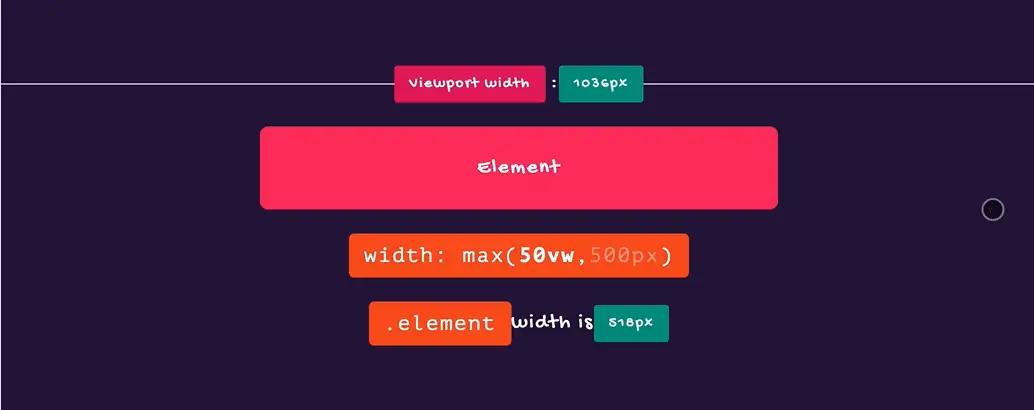 Viewport width : 1036px
Element
width: max(50vw,500px)
.element width is 518px